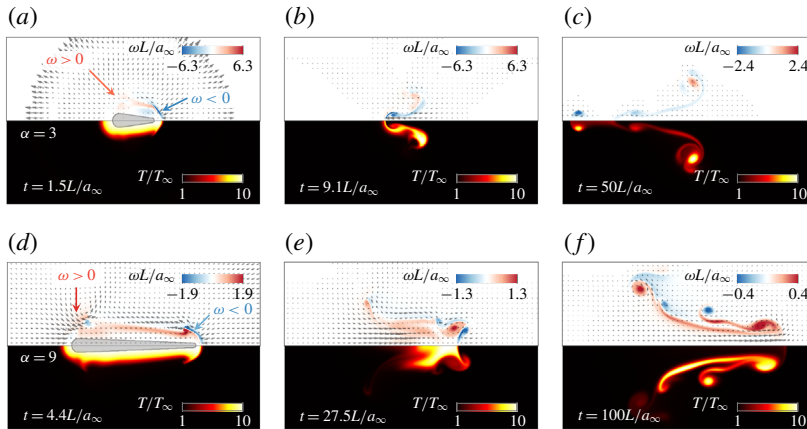 (a)
(b)
(c)
ωL/a∞
ωL/a∞
ωL/a∞
ω > 0
−6.3 6.3
−6.3 6.3
−2.4 2.4
ω < 0
α = 3
T/T∞
T/T∞
T/T∞
t = 1.5L/a∞
1 10
t = 9.1L/a∞
1 10
t = 50L/a∞
1 10
(d)
(e)
(f)
ω > 0
ωL/a∞
ωL/a∞
ωL/a∞
−1.9 1.9
−1.3 1.3
−0.4 0.4
ω < 0
α = 9
T/T∞
T/T∞
T/T∞
t = 4.4L/a∞
1 10
t = 27.5L/a∞
1 10
t = 100L/a∞
1 10